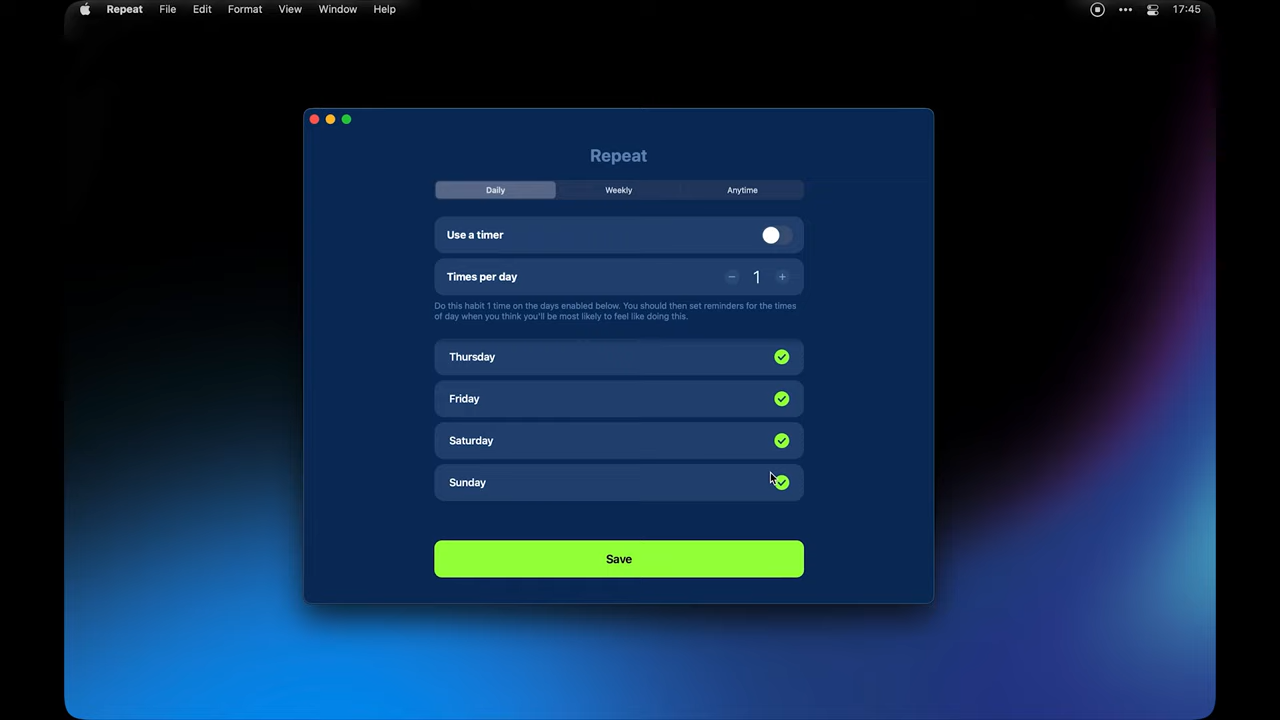 Repeat File Edit Format View Window Help 17:45
Repeat
Daily Weekly Anytime
Use a timer
Times per day − 1 +
Do this habit 1 time on the days enabled below. You should then set reminders for the times
of day when you think you'll be most likely to feel like doing this.
Thursday
Friday
Saturday
Sunday
Save